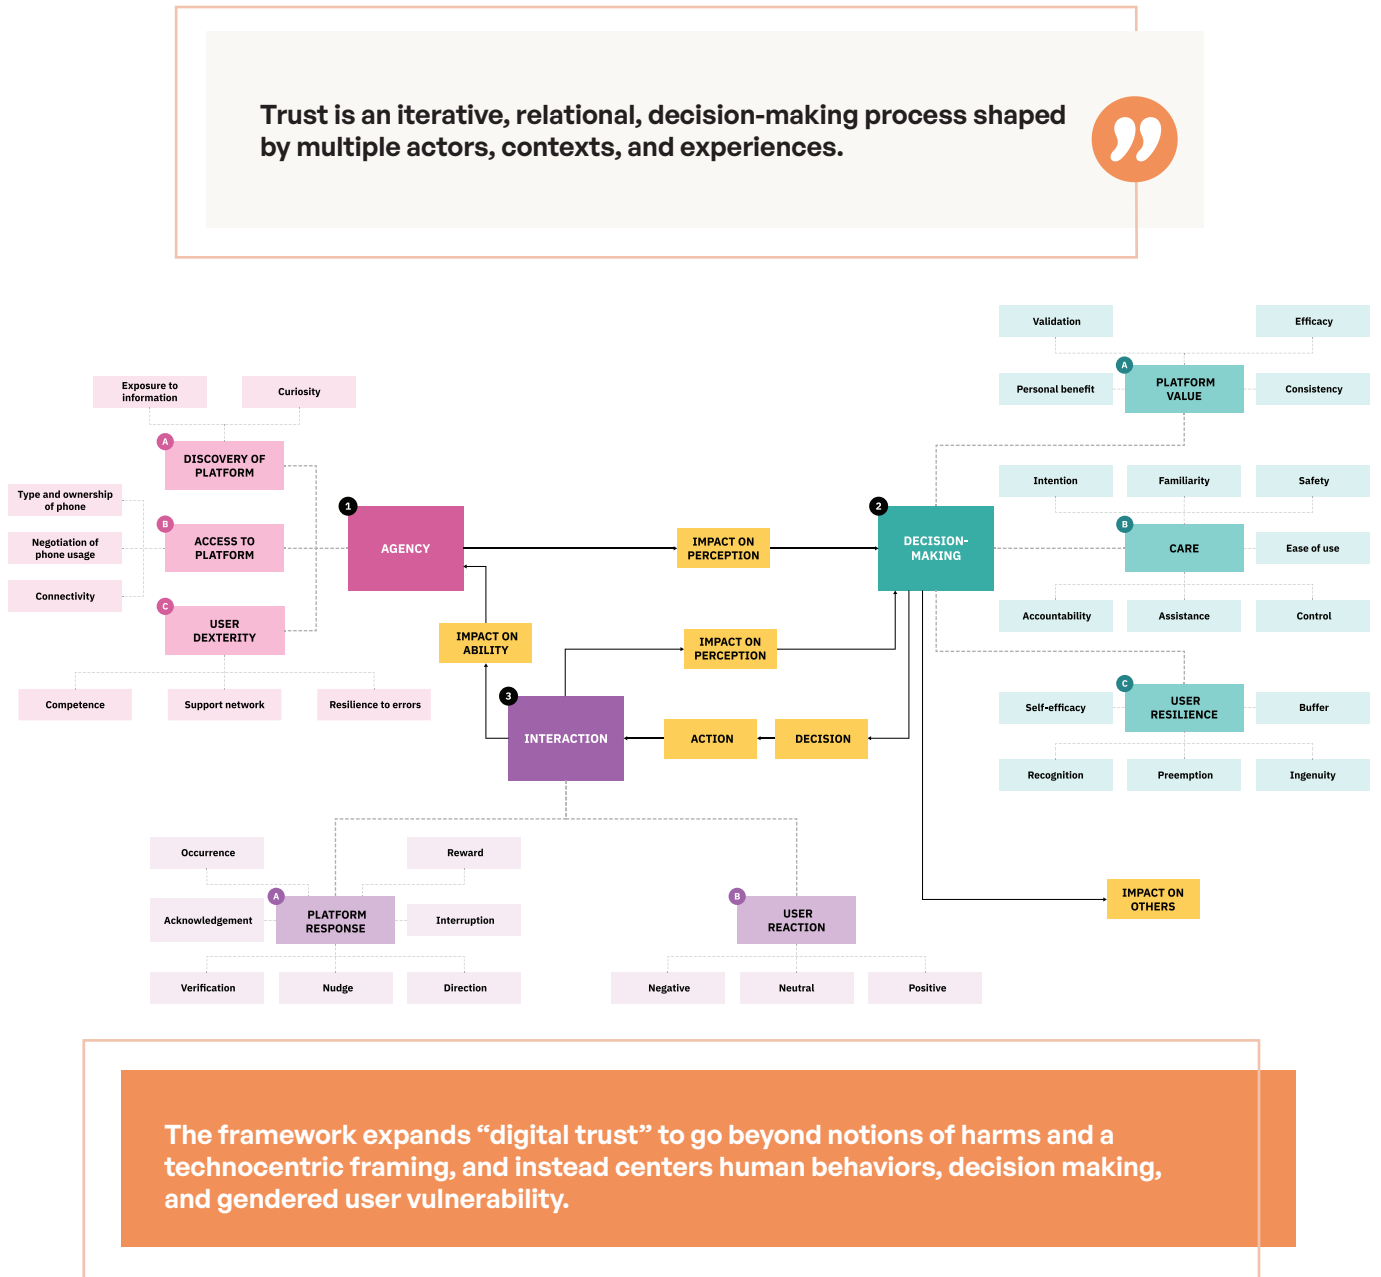 Trust is an iterative, relational, decision-making process shaped
by multiple actors, contexts, and experiences.
”
Exposure to
information
Curiosity
A
DISCOVERY OF
PLATFORM
Type and ownership
of phone
Negotiation of
phone usage
Connectivity
B
ACCESS TO
PLATFORM
C
USER
DEXTERITY
Competence
Support network
Resilience to errors
1
AGENCY
IMPACT ON
PERCEPTION
2
DECISION-
MAKING
IMPACT ON
ABILITY
IMPACT ON
PERCEPTION
3
INTERACTION
ACTION
DECISION
Validation
Efficacy
A
PLATFORM
VALUE
Personal benefit
Consistency
Intention
Familiarity
Safety
B
CARE
Ease of use
Accountability
Assistance
Control
C
USER
RESILIENCE
Self-efficacy
Buffer
Recognition
Preemption
Ingenuity
IMPACT ON
OTHERS
Occurrence
Reward
A
PLATFORM
RESPONSE
Acknowledgement
Interruption
Verification
Nudge
Direction
B
USER
REACTION
Negative
Neutral
Positive
The framework expands “digital trust” to go beyond notions of harms and a
technocentric framing, and instead centers human behaviors, decision making,
and gendered user vulnerability.